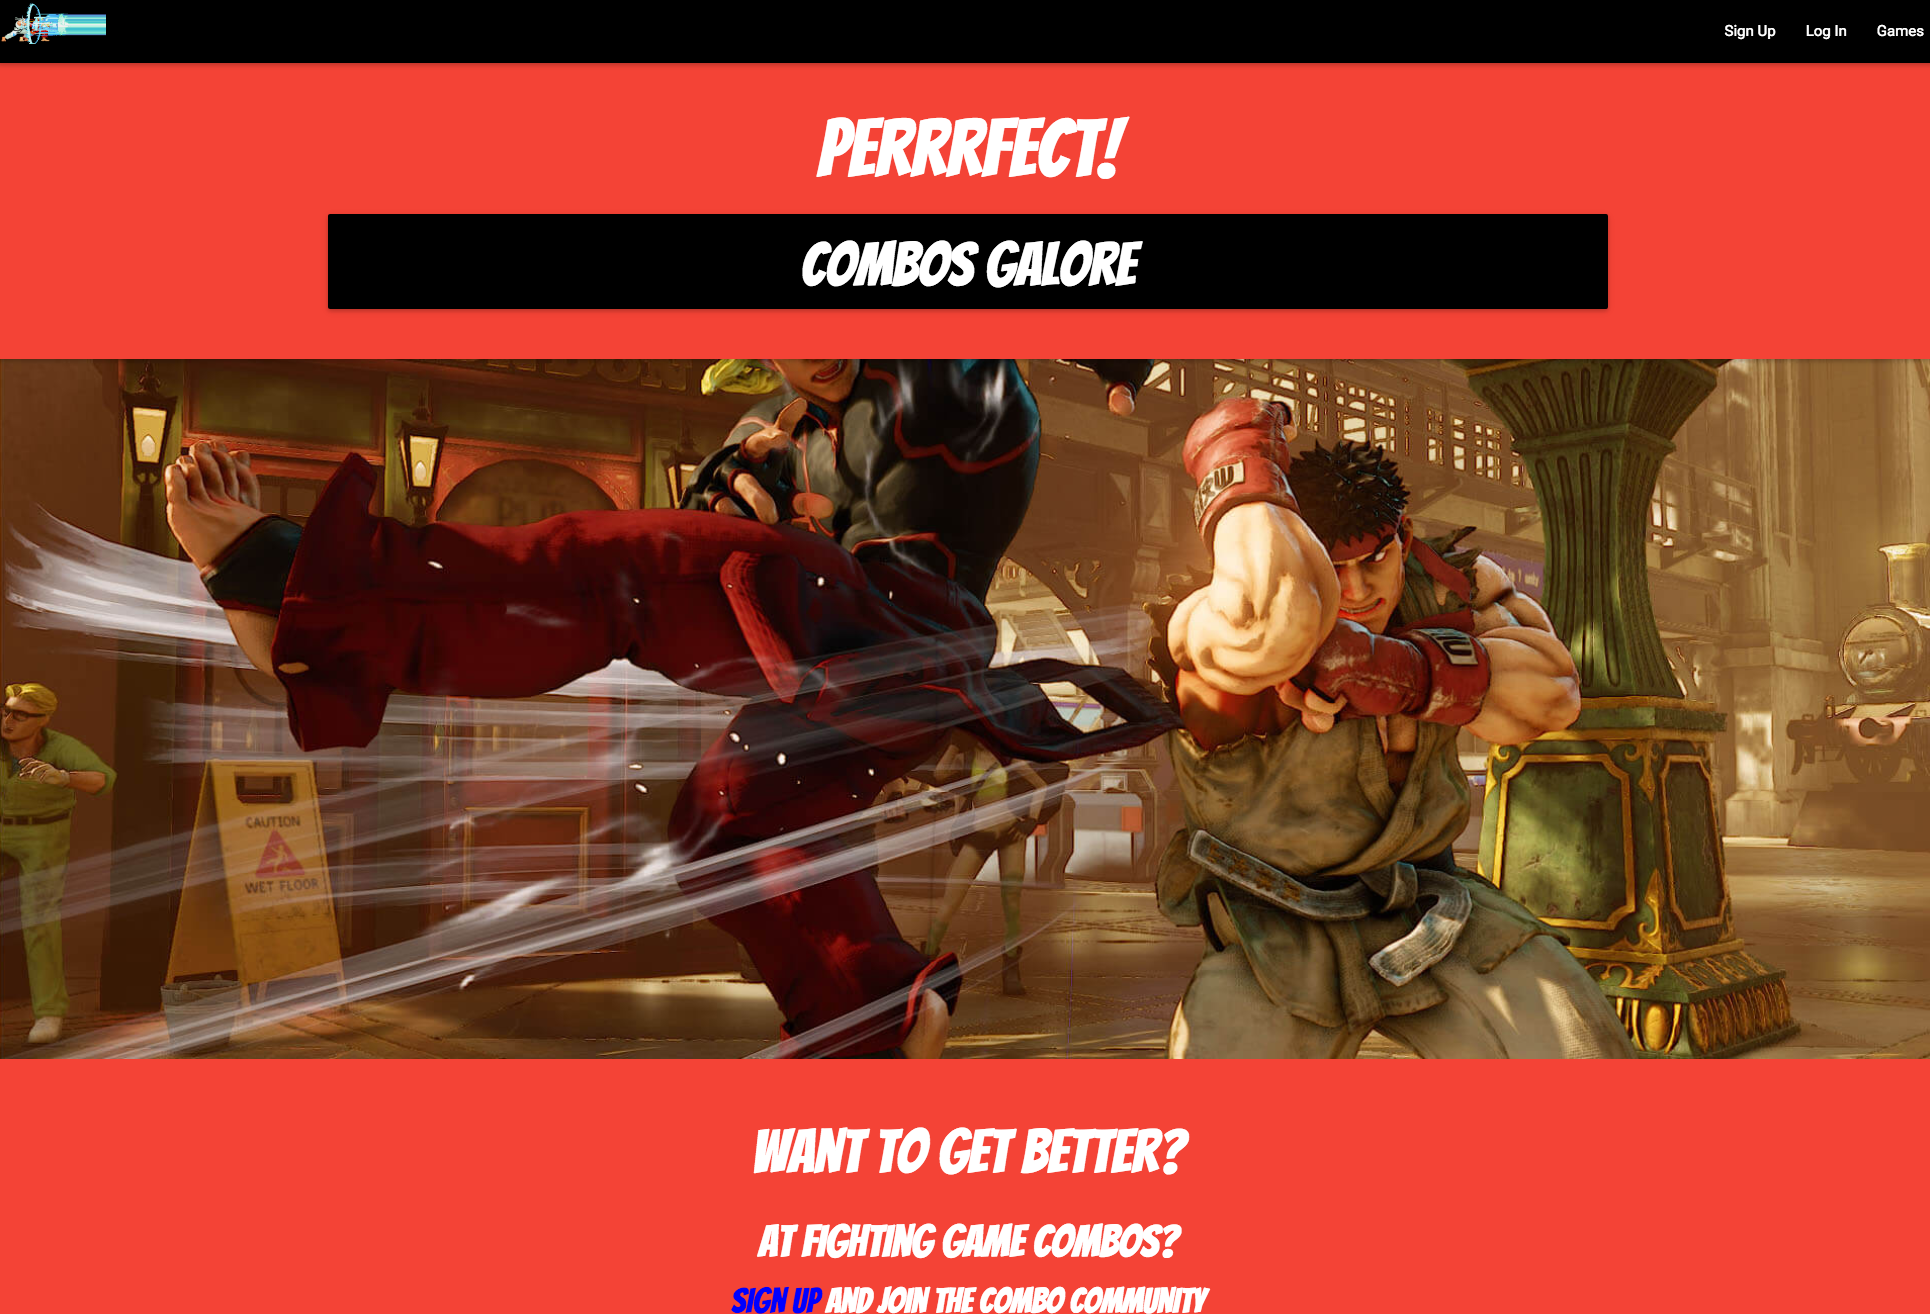 Sign Up Log In Games
PERRRFECT!
COMBOS GALORE
CAUTION
WET FLOOR
WANT TO GET BETTER?
AT FIGHTING GAME COMBOS?
SIGN UP AND JOIN THE COMBO COMMUNITY